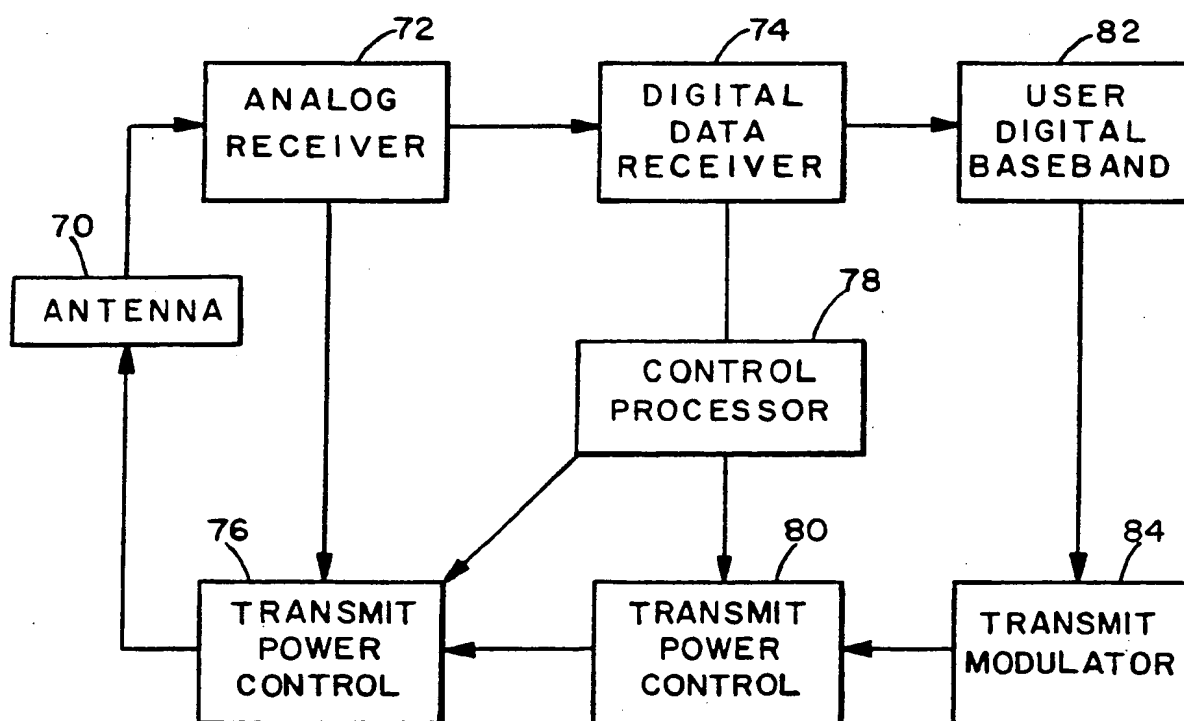 72
74
82
ANALOG
RECEIVER
DIGITAL
DATA
RECEIVER
USER
DIGITAL
BASEBAND
70
ANTENNA
78
CONTROL
PROCESSOR
76
80
84
TRANSMIT
POWER
CONTROL
TRANSMIT
POWER
CONTROL
TRANSMIT
MODULATOR